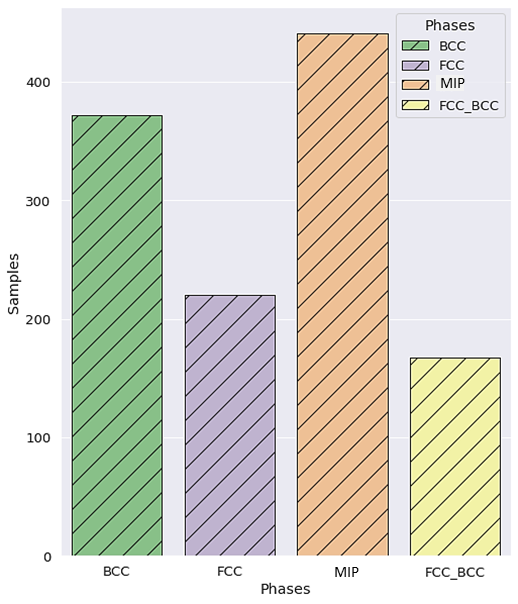 Phases
BCC
FCC
MIP
FCC_BCC
400
300
200
100
0
Samples
BCC FCC MIP FCC_BCC
Phases